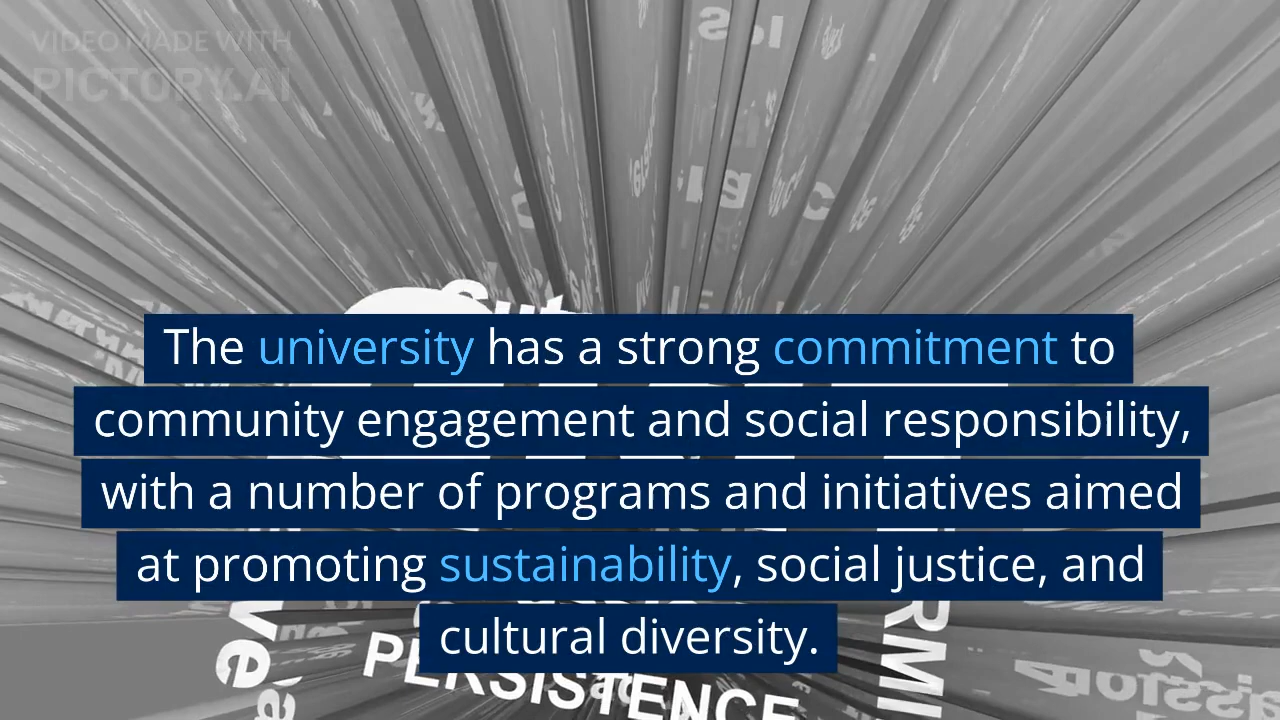 VIDEO MADE WITH
PICTORY.AI
The university has a strong commitment to
community engagement and social responsibility,
with a number of programs and initiatives aimed
at promoting sustainability, social justice, and
cultural diversity.
PERSISTENCE